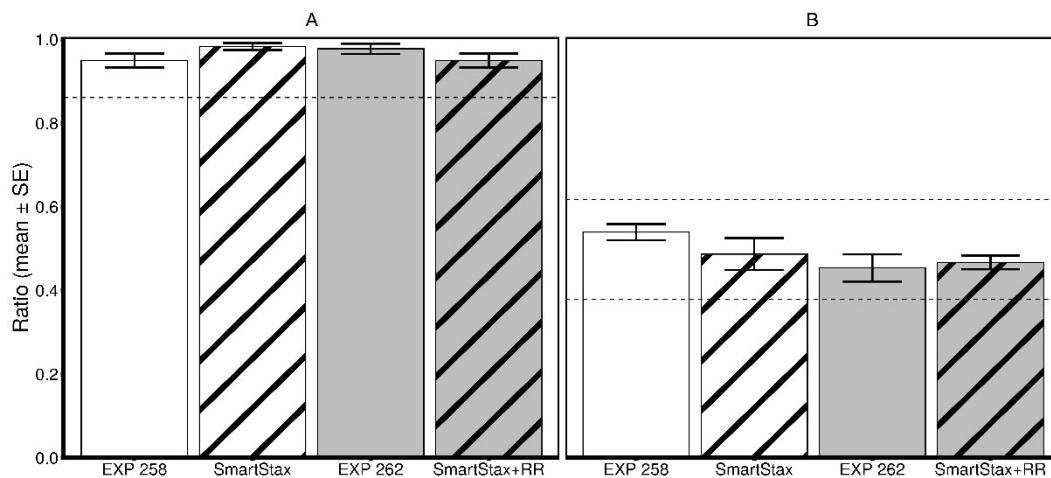 A B
Ratio (mean ± SE)
1.0
0.8
0.6
0.4
0.2
0.0
EXP 258 SmartStax EXP 262 SmartStax+RR EXP 258 SmartStax EXP 262 SmartStax+RR